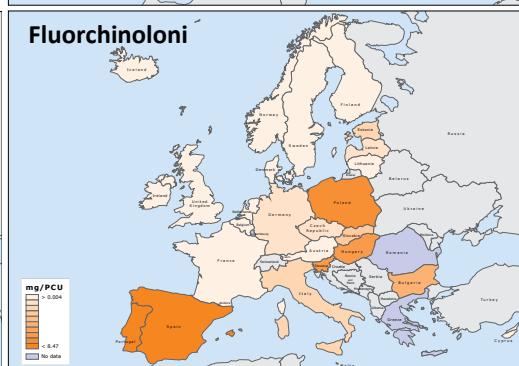 Fluorchinoloni
Iceland
Finland
Norway
Sweden
Russia
Estonia
Latvia
Lithuania
Denmark
Ireland
United
Kingdom
Belarus
Poland
Germany
Ukraine
Czech
Republic
Slovakia
Austria
Hungary
France
Romania
Italy
Serbia
Bulgaria
Croatia
Turkey
Greece
Cyprus
Portugal
Spain
mg/PCU
> 0.004
< 8.47
No data